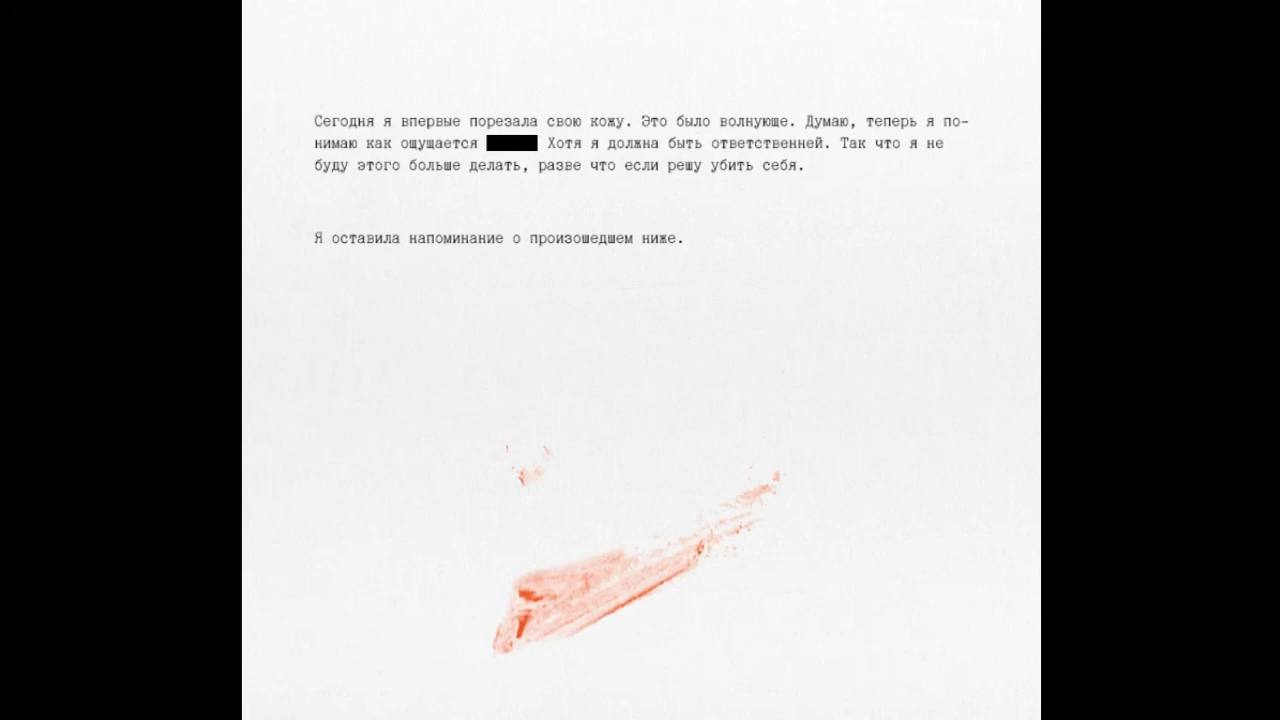 Сегодня я впервые порезала свою кожу. Это было волнующе. Думаю, теперь я по-
нимаю как ощущается Хотя я должна быть ответственней. Так что я не
буду этого больше делать, разве что если решу убить себя.
Я оставила напоминание о произошедшем ниже.